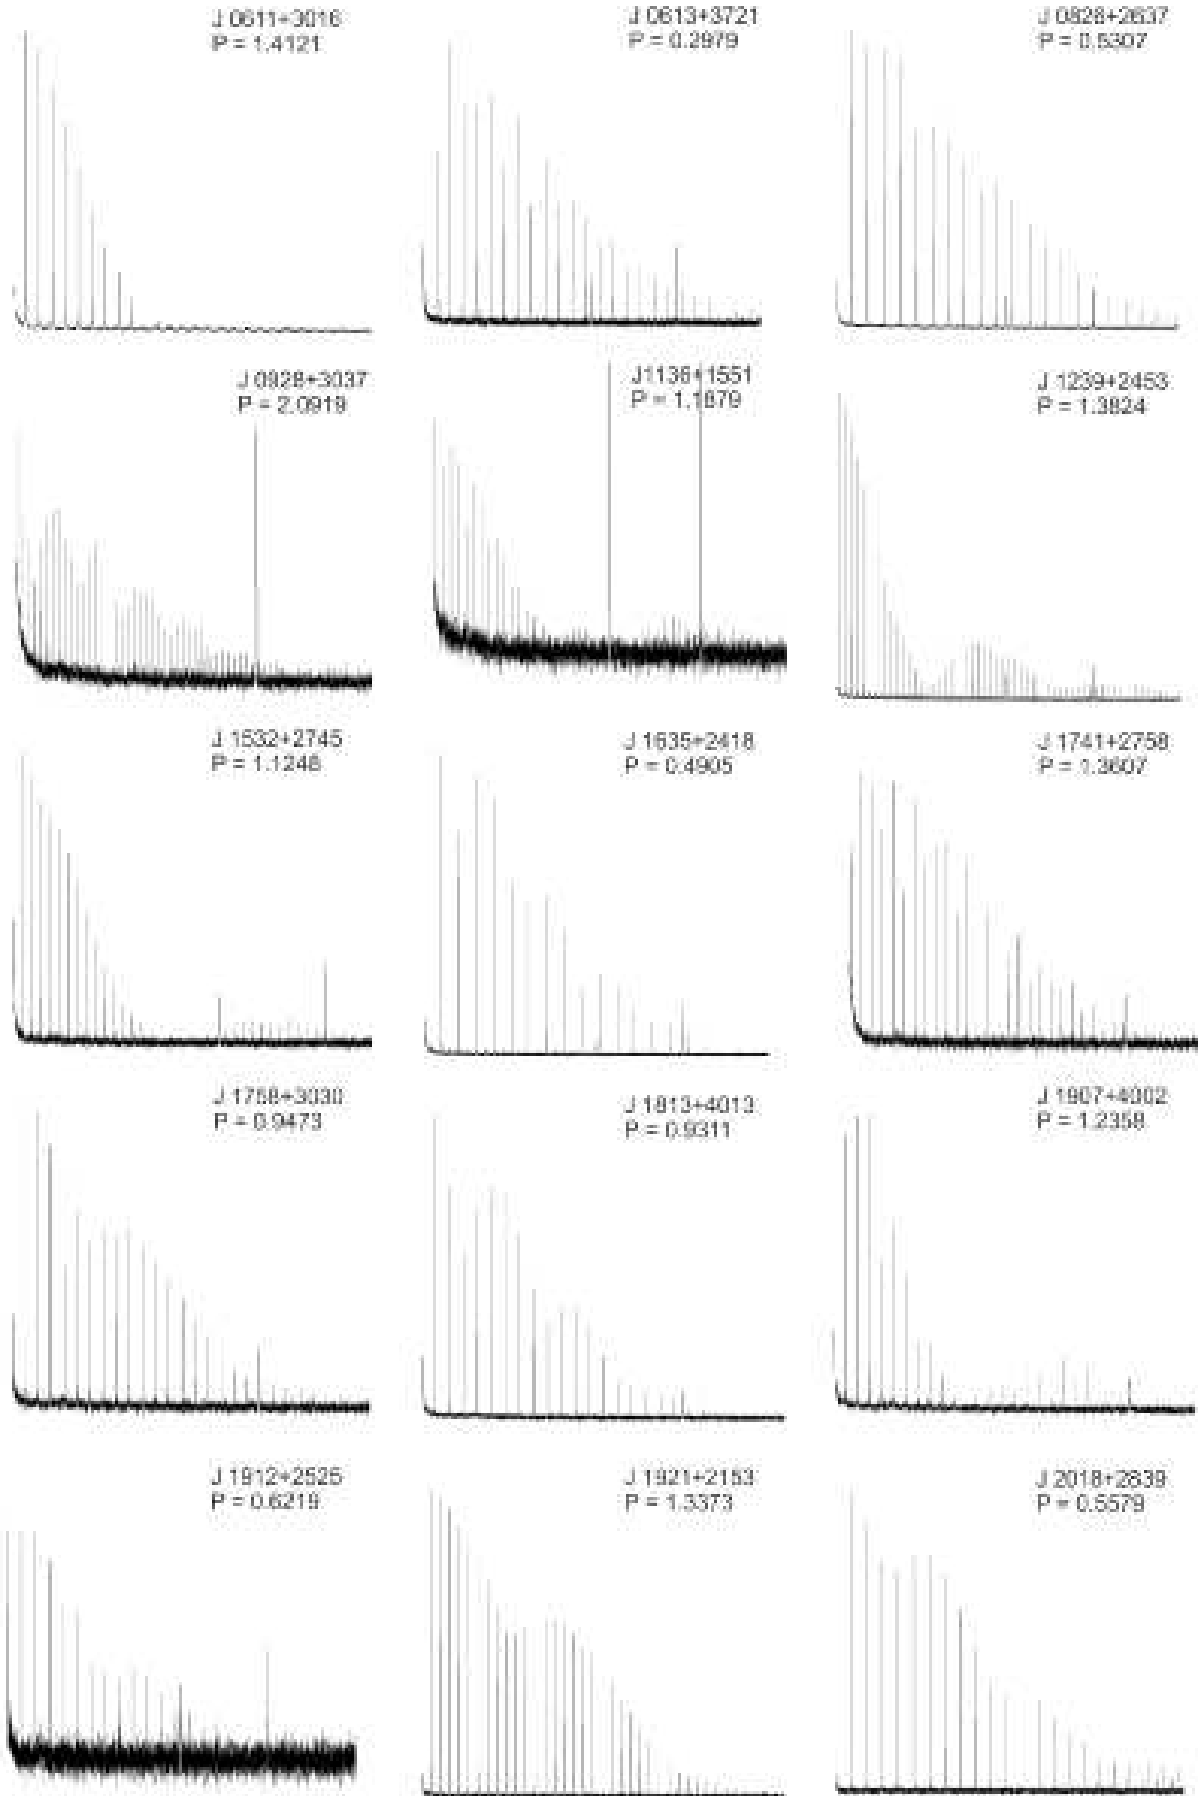 J 0611+3016
P = 1.4121
J 0613+3721
P = 0.2979
J 0826+2637
P = 0.5307
J 0928+3037
P = 2.0919
J1136+1551
P = 1.1879
J 1239+2453
P = 1.3824
J 1532+2745
P = 1.1248
J 1635+2418
P = 0.4905
J 1741+2758
P = 1.3607
J 1758+3030
P = 0.9473
J 1813+4013
P = 0.9311
J 1907+4002
P = 1.2358
J 1912+2525
P = 0.6219
J 1921+2153
P = 1.3373
J 2018+2839
P = 0.5579